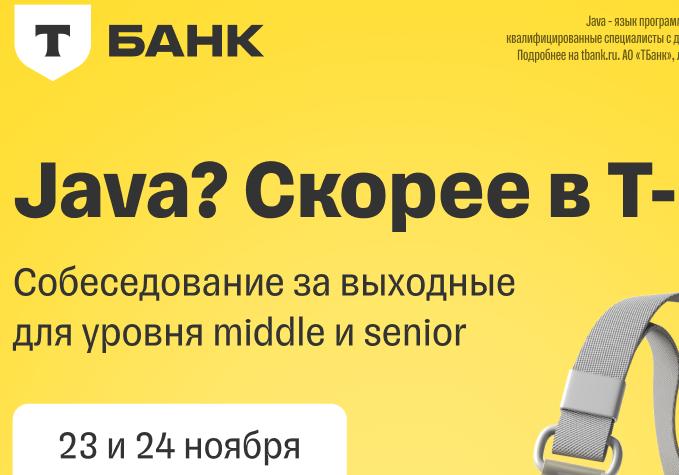 Т БАНК
Java - язык
квалифицированные специалисты с
Подробнее на tbank.ru. АО «ТБанк»,
Java? Скорее в Т-
Собеседование за выходные
для уровня middle и senior
23 и 24 ноября